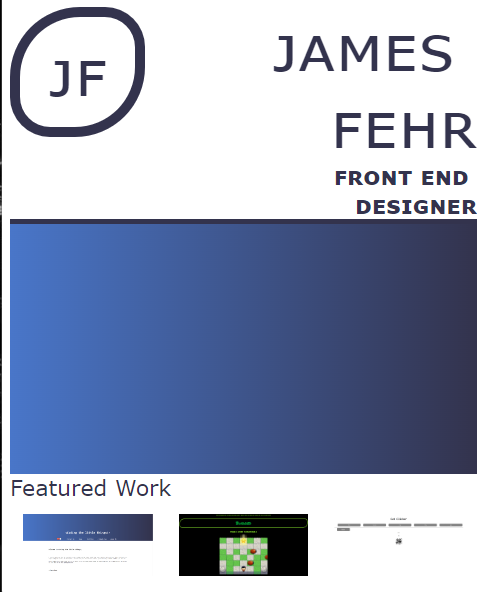 JF
JAMES
FEHR
FRONT END
DESIGNER
Featured Work